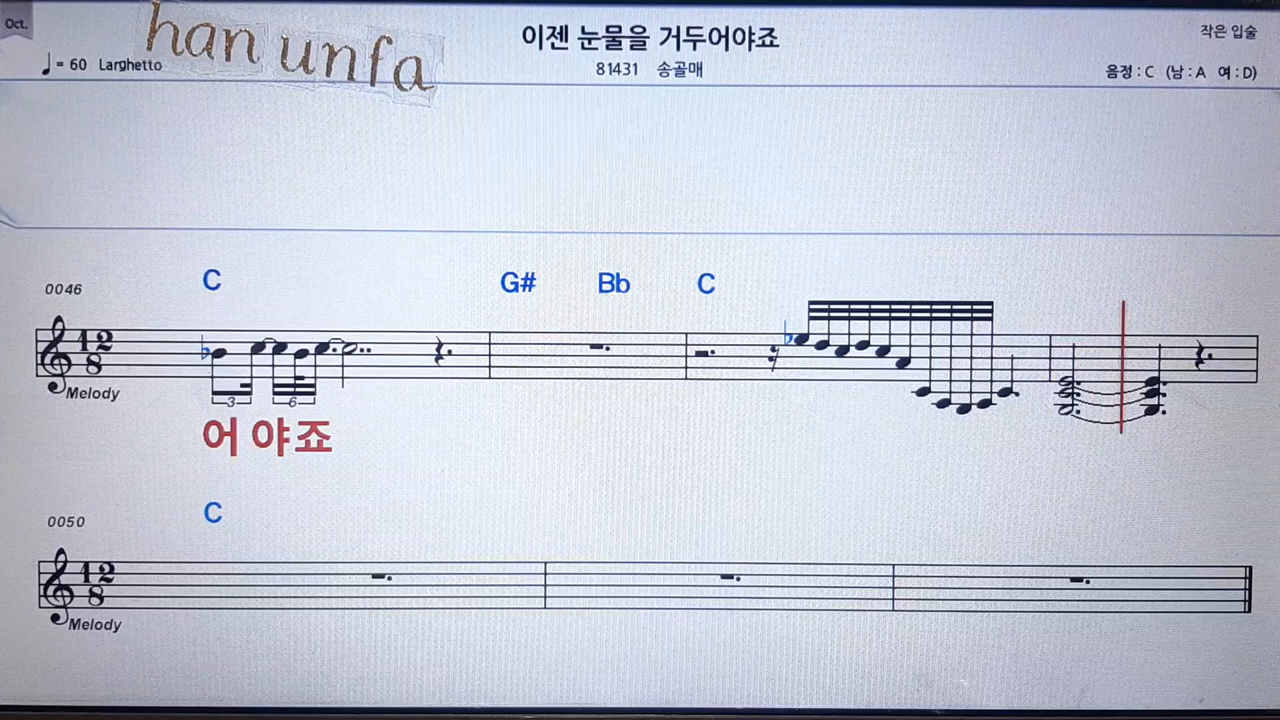 Oct.
han unfa
이젠 눈물을 거두어야죠
작은 입술
♩= 60 Larghetto
81431 송골매
음정 : C (남 : A 여 : D)
C G# Bb C
0046
12
8
Melody
3 6
어 야 죠
C
0050
12
8
Melody